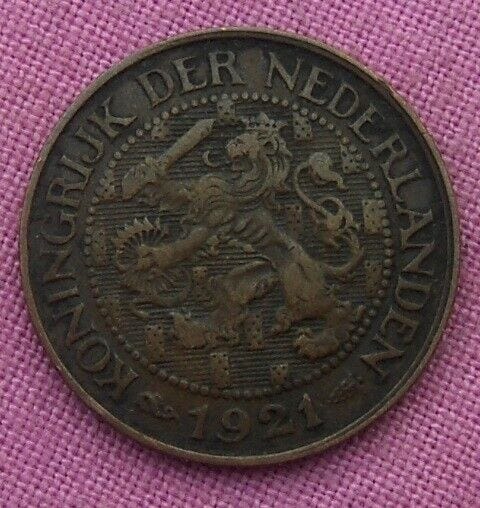 KONINGRIJK DER NEDERLANDEN
1921